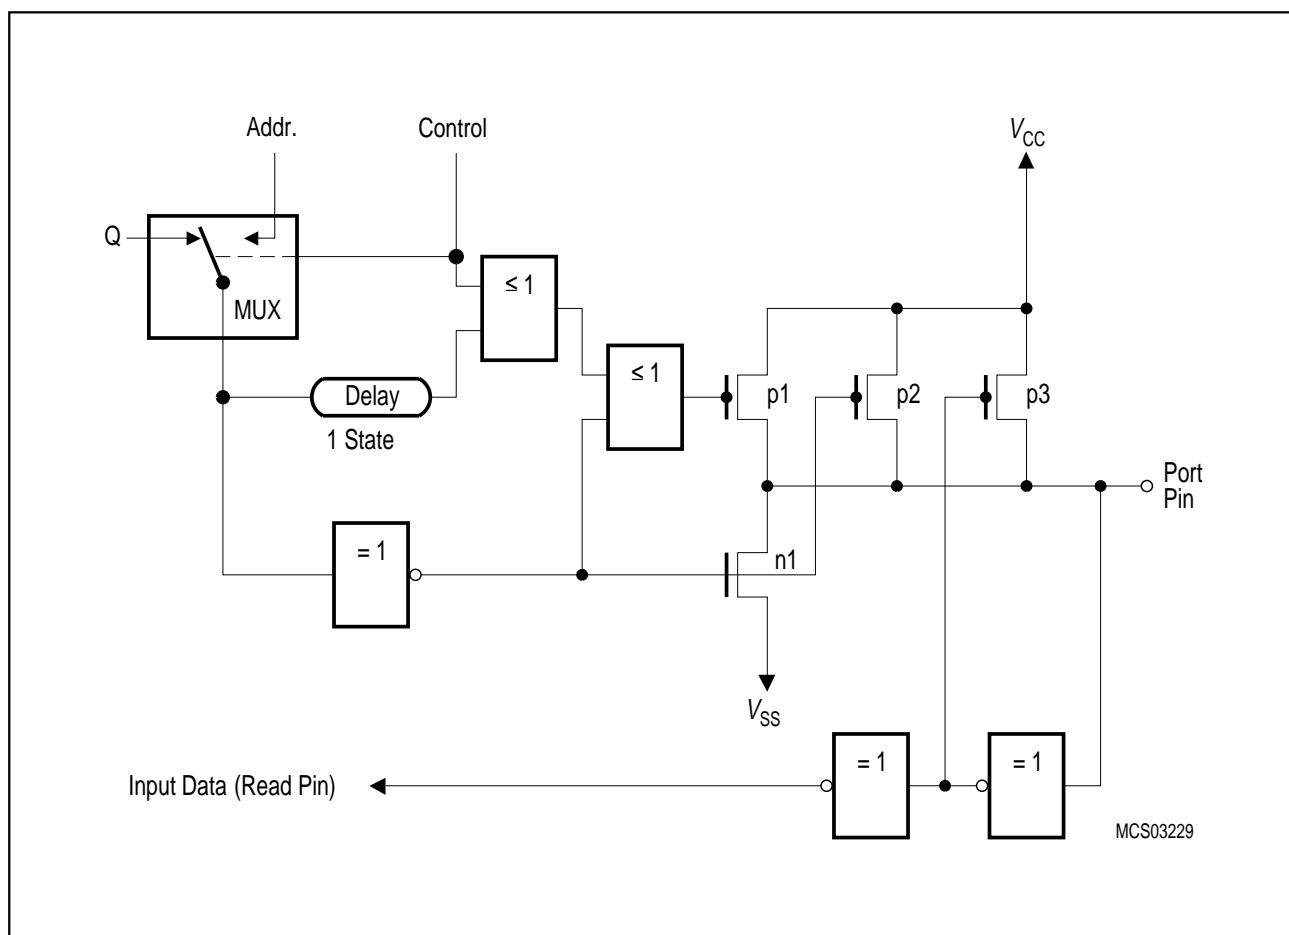 Addr.
Control
VCC
Q
MUX
≤ 1
≤ 1
Delay
1 State
p1
p2
p3
Port
Pin
= 1
n1
VSS
= 1
= 1
Input Data (Read Pin)
MCS03229